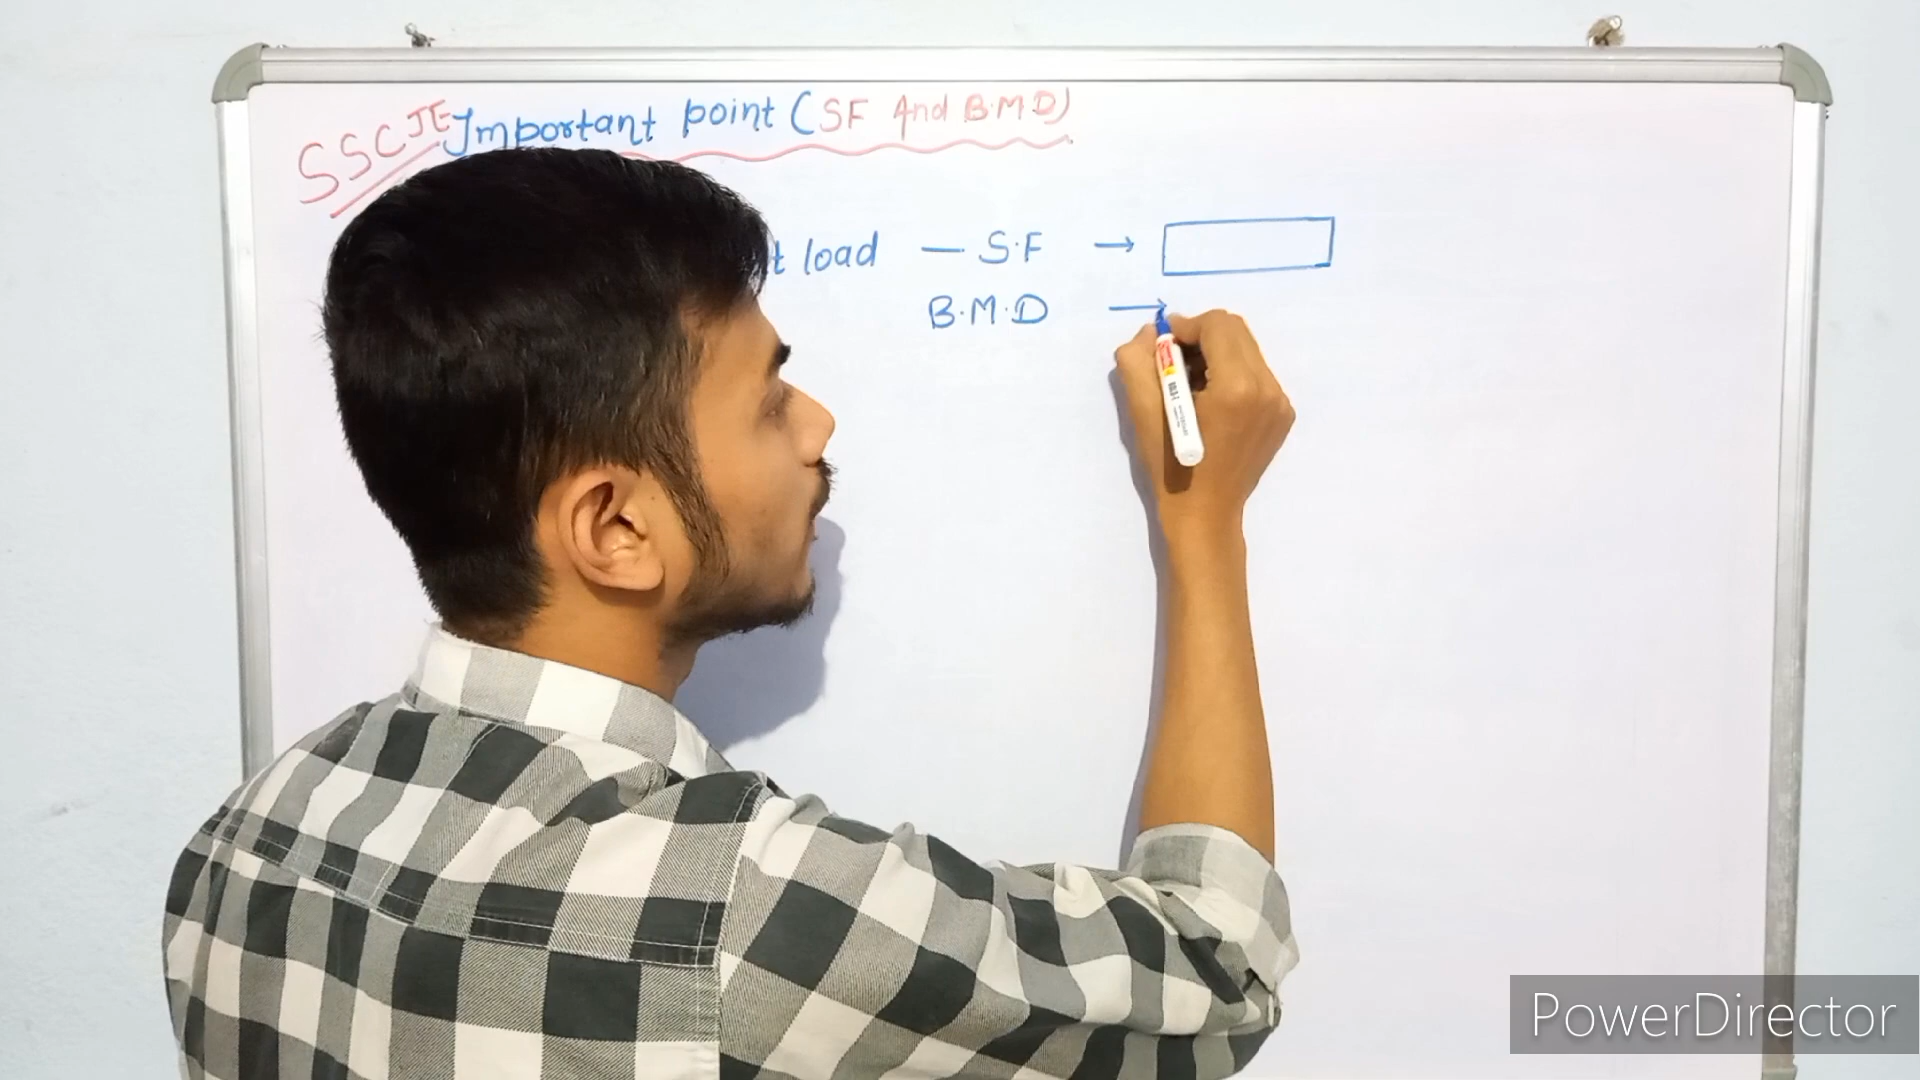 SSC JE Important point (SF And B.M.D)
t load — S.F →
B.M.D →
PowerDirector